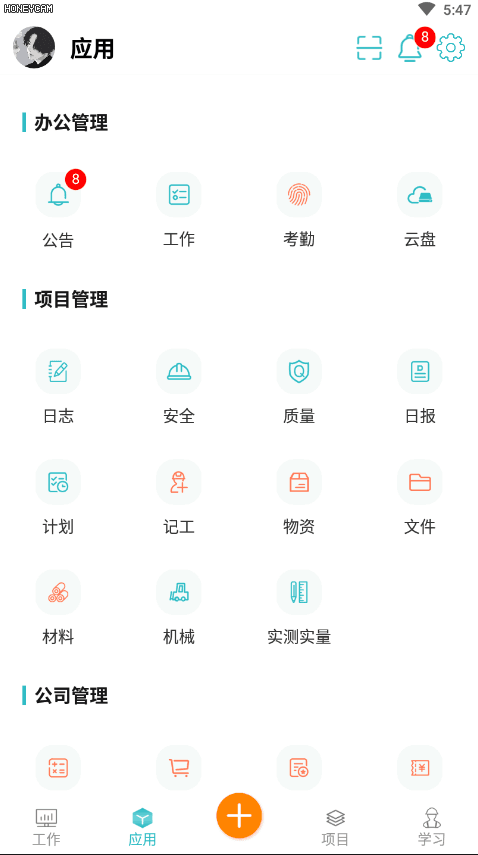 HONEYCAM
5:47
应用
8
办公管理
8
公告 工作 考勤 云盘
项目管理
日志 安全 质量 日报
计划 记工 物资 文件
材料 机械 实测实量
公司管理
工作 应用 项目 学习